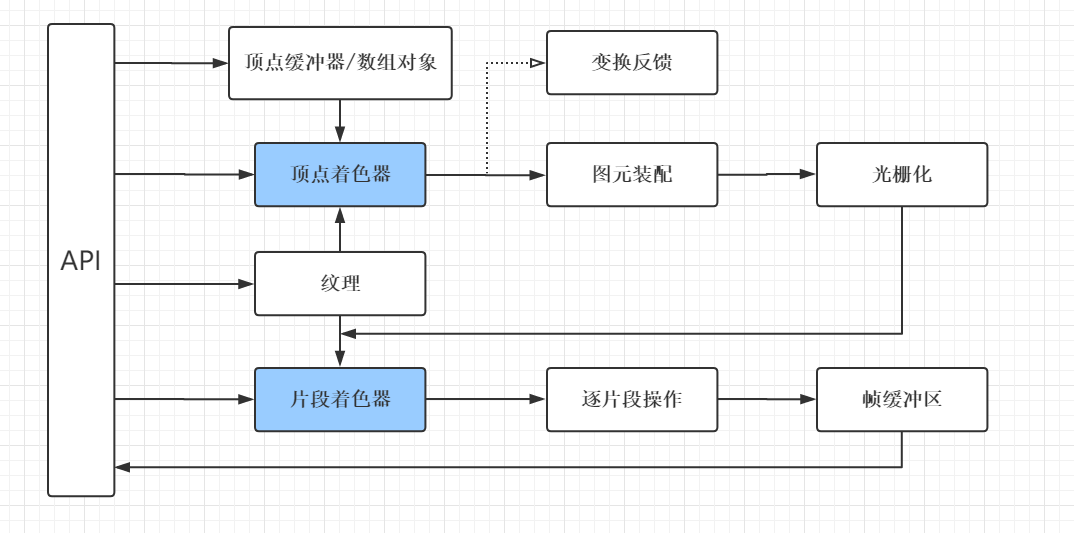 API
顶点缓冲器/数组对象
变换反馈
顶点着色器
图元装配
光栅化
纹理
片段着色器
逐片段操作
帧缓冲区